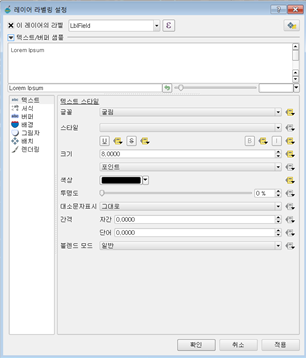 레이어 라벨링 설정
이 레이어의 라벨 LblField ε
텍스트/버퍼 샘플
Lorem Ipsum
Lorem Ipsum
텍스트
서식
버퍼
배경
그림자
배치
렌더링
텍스트 스타일
글꼴 굴림
스타일
U S B I
크기 8.0000
포인트
색상
투명도 0 %
대소문자표시 그대로
간격 자간 0.0000
단어 0.0000
블렌드 모드 일반
확인 취소 적용